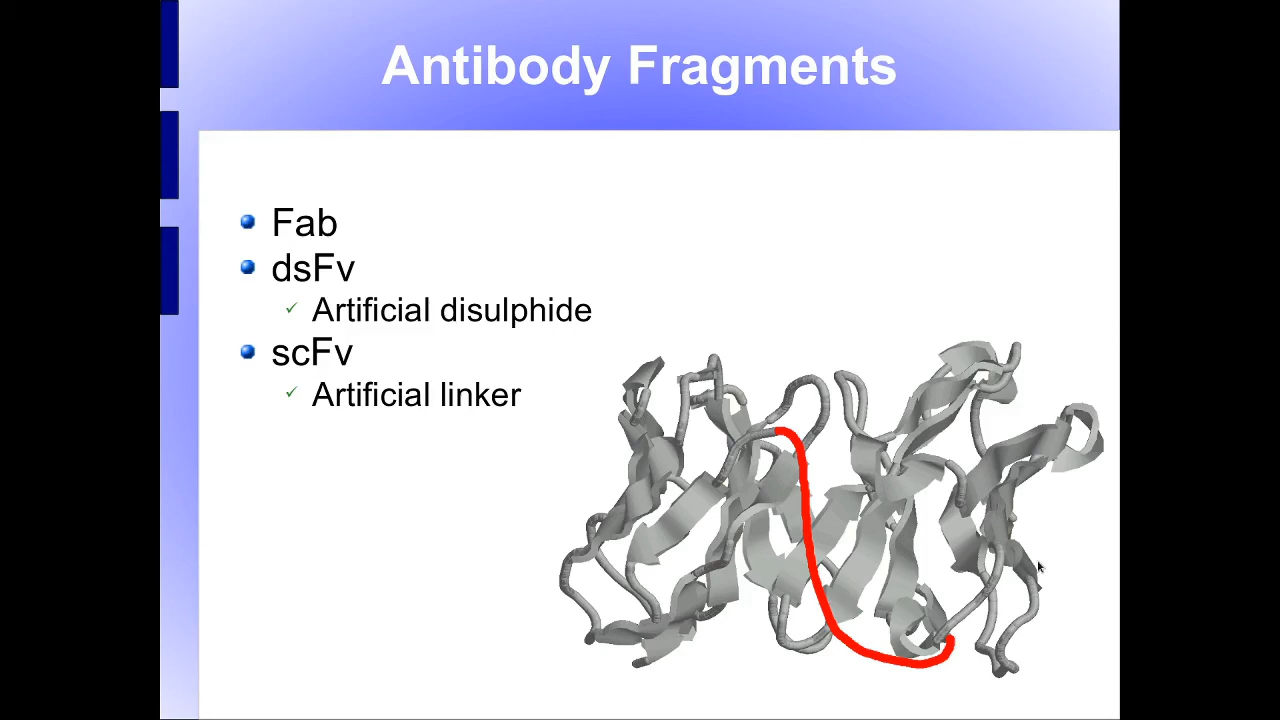 Antibody Fragments
Fab
dsFv
Artificial disulphide
scFv
Artificial linker